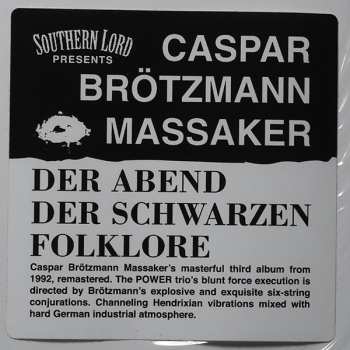 SOUTHERN LORD
PRESENTS
CASPAR
BRÖTZMANN
MASSAKER
DER ABEND
DER SCHWARZEN
FOLKLORE
Caspar Brötzmann Massaker's masterful third album from
1992, remastered. The POWER trio's blunt force execution is
directed by Brötzmann's explosive and exquisite six-string
conjurations. Channeling Hendrixian vibrations mixed with
hard German industrial atmosphere.